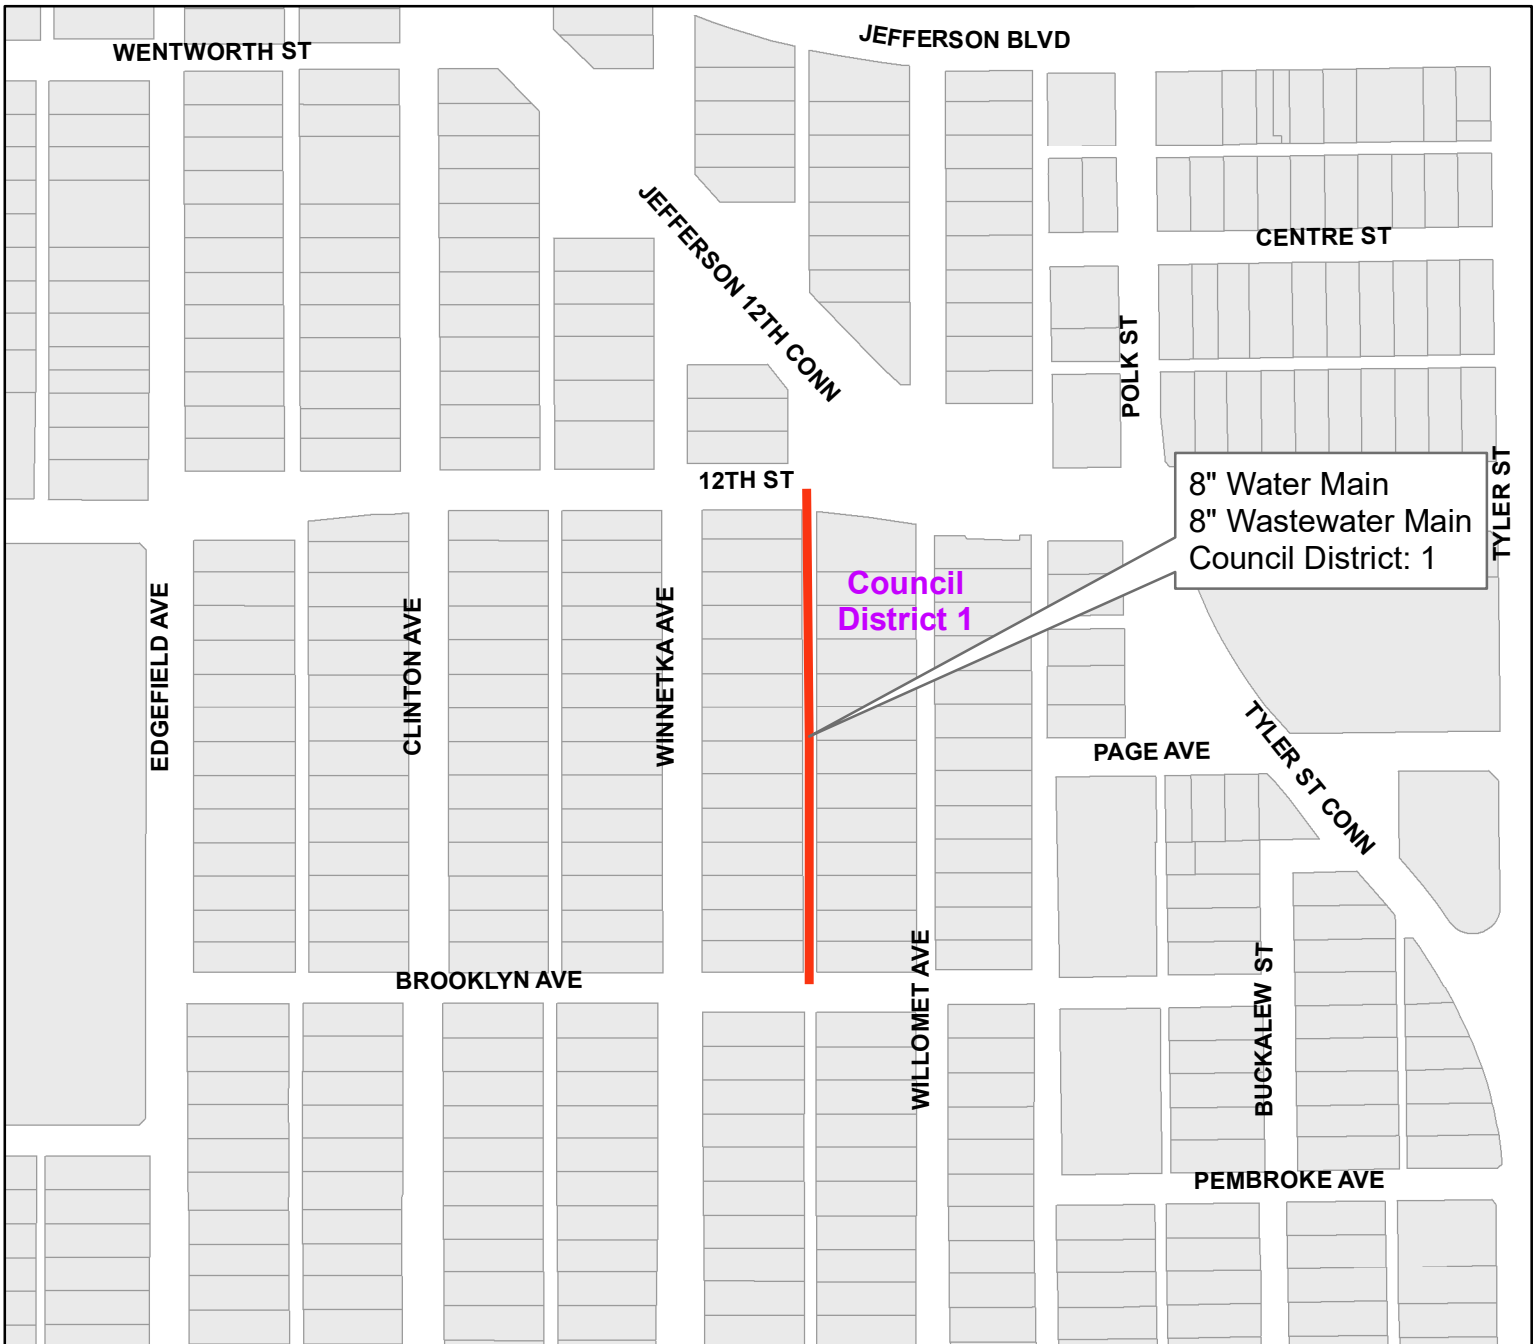 WENTWORTH ST
JEFFERSON BLVD
JEFFERSON 12TH CONN
CENTRE ST
POLK ST
12TH ST
TYLER ST
8" Water Main
8" Wastewater Main
Council District: 1
Council
District 1
EDGEFIELD AVE
CLINTON AVE
WINNETKA AVE
PAGE AVE
TYLER ST CONN
BROOKLYN AVE
WILLOMET AVE
BUCKALEW ST
PEMBROKE AVE